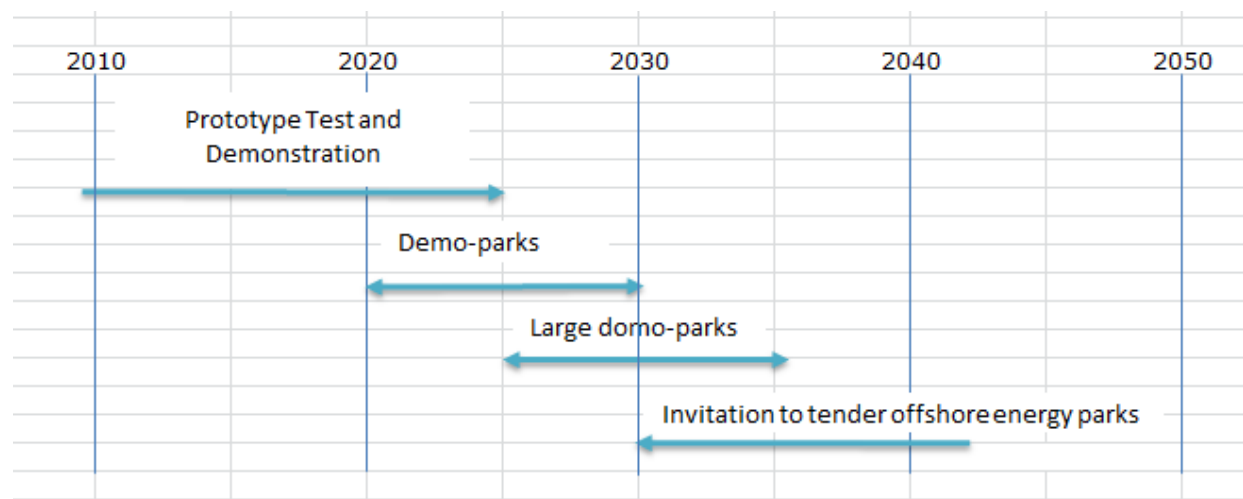 2010 2020 2030 2040 2050
Prototype Test and
Demonstration
Demo-parks
Large domo-parks
Invitation to tender offshore energy parks